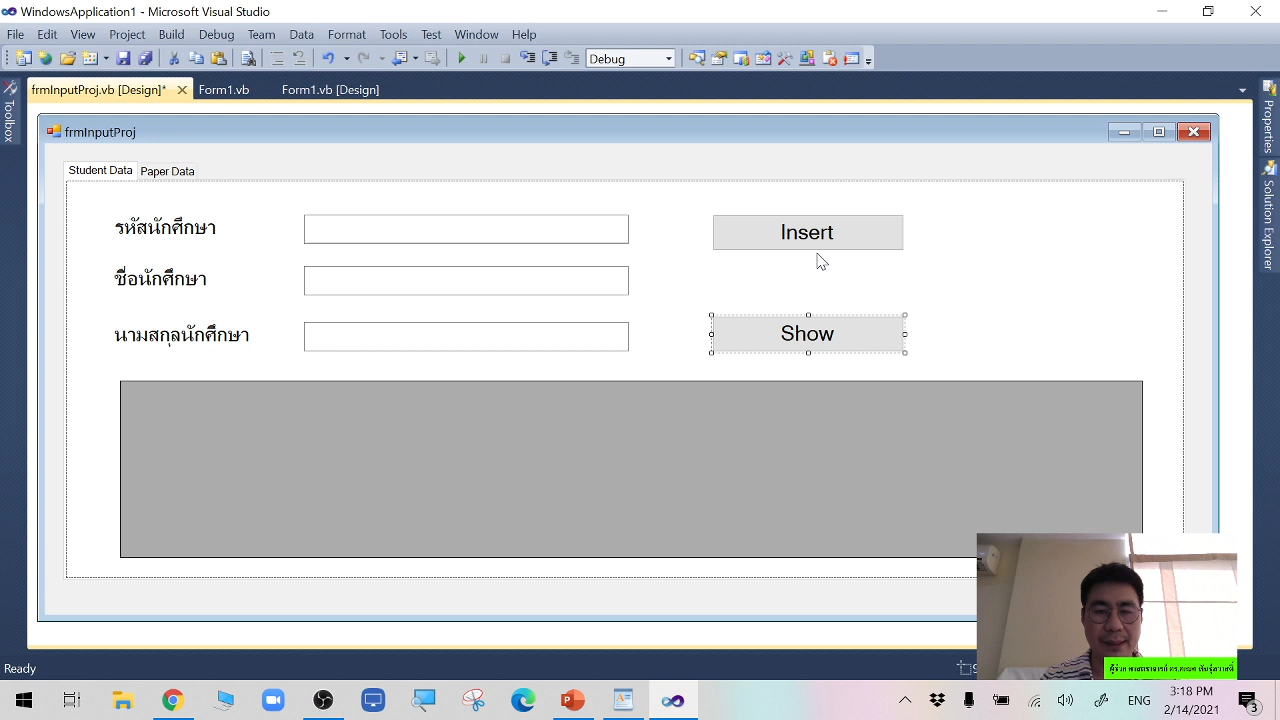 WindowsApplication1 - Microsoft Visual Studio
File Edit View Project Build Debug Team Data Format Tools Test Window Help
Debug
frmInputProj.vb [Design]* Form1.vb Form1.vb [Design]
Toolbox
Properties
Solution Explorer
frmInputProj
Student Data Paper Data
รหัสนักศึกษา
Insert
ชื่อนักศึกษา
นามสกุลนักศึกษา
Show
Ready
ENG
3:18 PM
2/14/2021
3